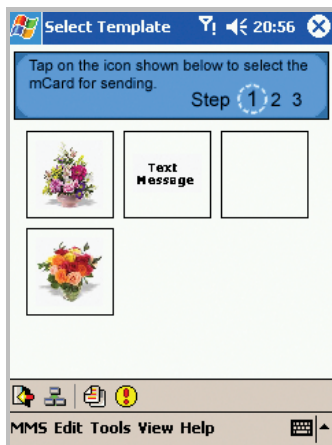 Select Template 20:56
Tap on the icon shown below to select the
mCard for sending.
Step 1 2 3
Text
Message
MMS Edit Tools View Help